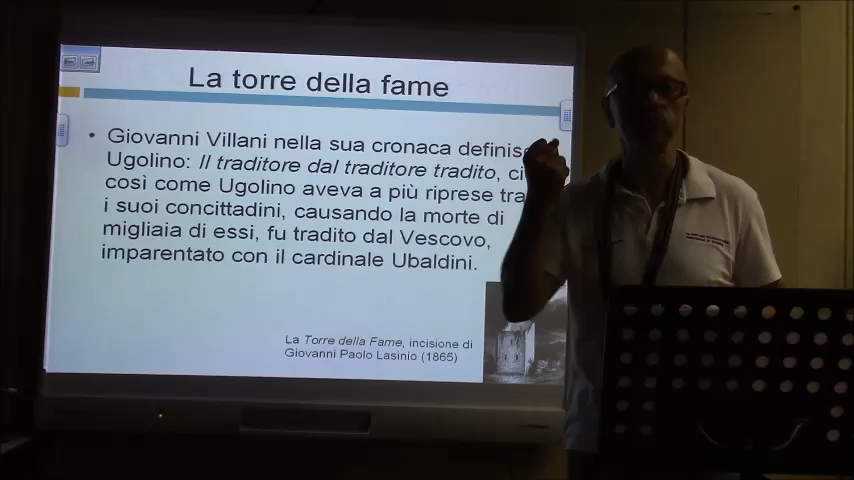 La torre della fame
• Giovanni Villani nella sua cronaca definis
Ugolino: Il traditore dal traditore tradito, ci
così come Ugolino aveva a più riprese tra
i suoi concittadini, causando la morte di
migliaia di essi, fu tradito dal Vescovo,
imparentato con il cardinale Ubaldini.
La Torre della Fame, incisione di
Giovanni Paolo Lasinio (1865)